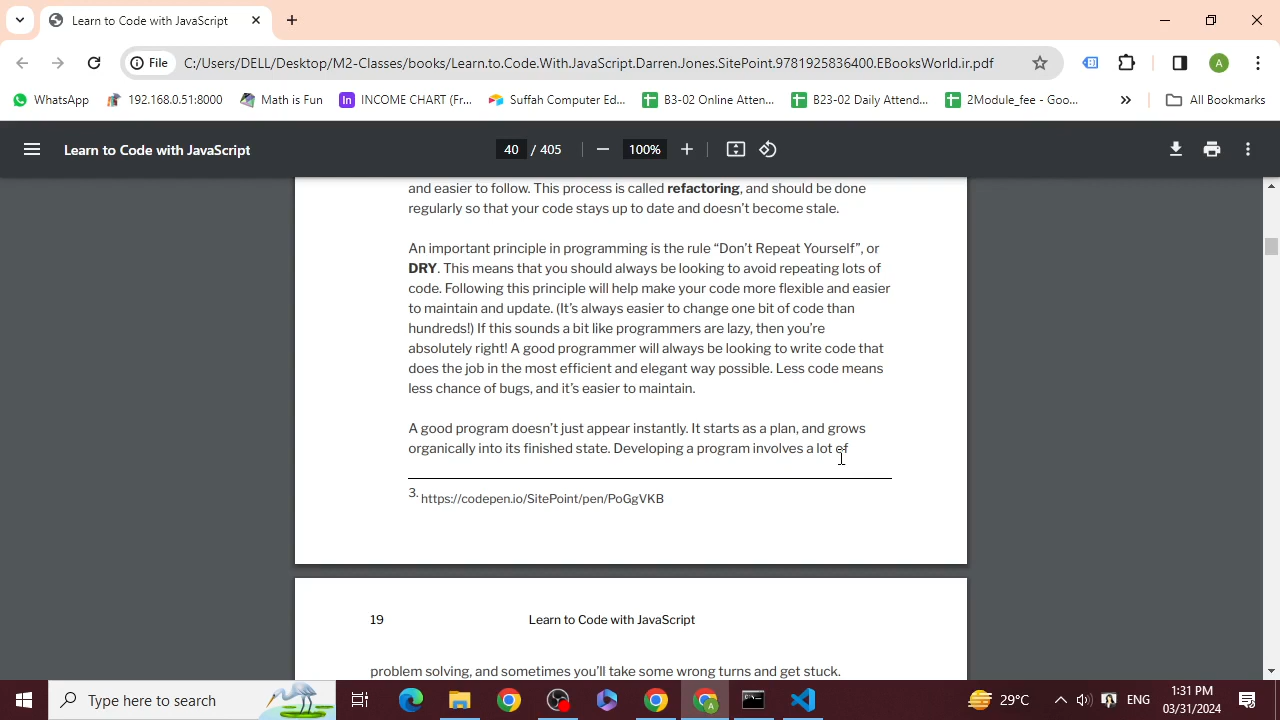 Learn to Code with JavaScript
File
C:/Users/DELL/Desktop/M2-Classes/books/Learn.to.Code.With.JavaScript.Darren.Jones.SitePoint.9781925836400.EBooksWorld.ir.pdf
A
WhatsApp
192.168.0.51:8000
Math is Fun
In
INCOME CHART (Fr...
Suffah Computer Ed...
B3-02 Online Atten...
B23-02 Daily Attend...
2Module_fee - Goo...
All Bookmarks
Learn to Code with JavaScript
40 / 405
100%
and easier to follow. This process is called refactoring, and should be done
regularly so that your code stays up to date and doesn't become stale.
An important principle in programming is the rule “Don’t Repeat Yourself”, or
DRY. This means that you should always be looking to avoid repeating lots of
code. Following this principle will help make your code more flexible and easier
to maintain and update. (It’s always easier to change one bit of code than
hundreds!) If this sounds a bit like programmers are lazy, then you’re
absolutely right! A good programmer will always be looking to write code that
does the job in the most efficient and elegant way possible. Less code means
less chance of bugs, and it’s easier to maintain.
A good program doesn’t just appear instantly. It starts as a plan, and grows
organically into its finished state. Developing a program involves a lot of
3. https://codepen.io/SitePoint/pen/PoGgVKB
19
Learn to Code with JavaScript
problem solving, and sometimes you’ll take some wrong turns and get stuck.
Type here to search
A
29°C
ENG
1:31 PM
03/31/2024